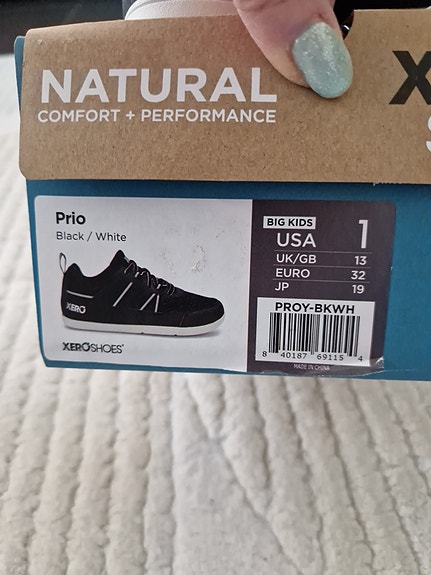 NATURAL
COMFORT + PERFORMANCE
X
S
Prio
Black / White
XERO
XEROSHOES®
BIG KIDS
USA 1
UK/GB 13
EURO 32
JP 19
PROY-BKWH
8 40187 69115 4
MADE IN CHINA